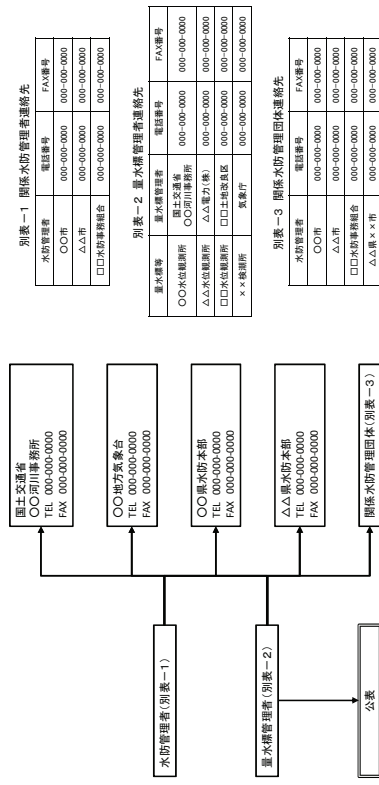 水防管理者(別表－1)
量水標管理者(別表－2)
公表
国土交通省
〇〇河川事務所
TEL 000-000-0000
FAX 000-000-0000
〇〇地方気象台
TEL 000-000-0000
FAX 000-000-0000
〇〇県水防本部
TEL 000-000-0000
FAX 000-000-0000
△△県水防本部
TEL 000-000-0000
FAX 000-000-0000
関係水防管理団体(別表－3)
別表－1 関係水防管理者連絡先
水防管理者 電話番号 FAX番号
〇〇市 000-000-0000 000-000-0000
△△市 000-000-0000 000-000-0000
□□水防事務組合 000-000-0000 000-000-0000
別表－2 量水標管理者連絡先
量水標等 量水標管理者 電話番号 FAX番号
〇〇水位観測所 国土交通省
〇〇河川事務所 000-000-0000 000-000-0000
△△水位観測所 △△電力(株) 000-000-0000 000-000-0000
□□水位観測所 □□土地改良区 000-000-0000 000-000-0000
××検潮所 気象庁 000-000-0000 000-000-0000
別表－3 関係水防管理団体連絡先
水防管理者 電話番号 FAX番号
〇〇市 000-000-0000 000-000-0000
△△市 000-000-0000 000-000-0000
□□水防事務組合 000-000-0000 000-000-0000
△△県××市 000-000-0000 000-000-0000